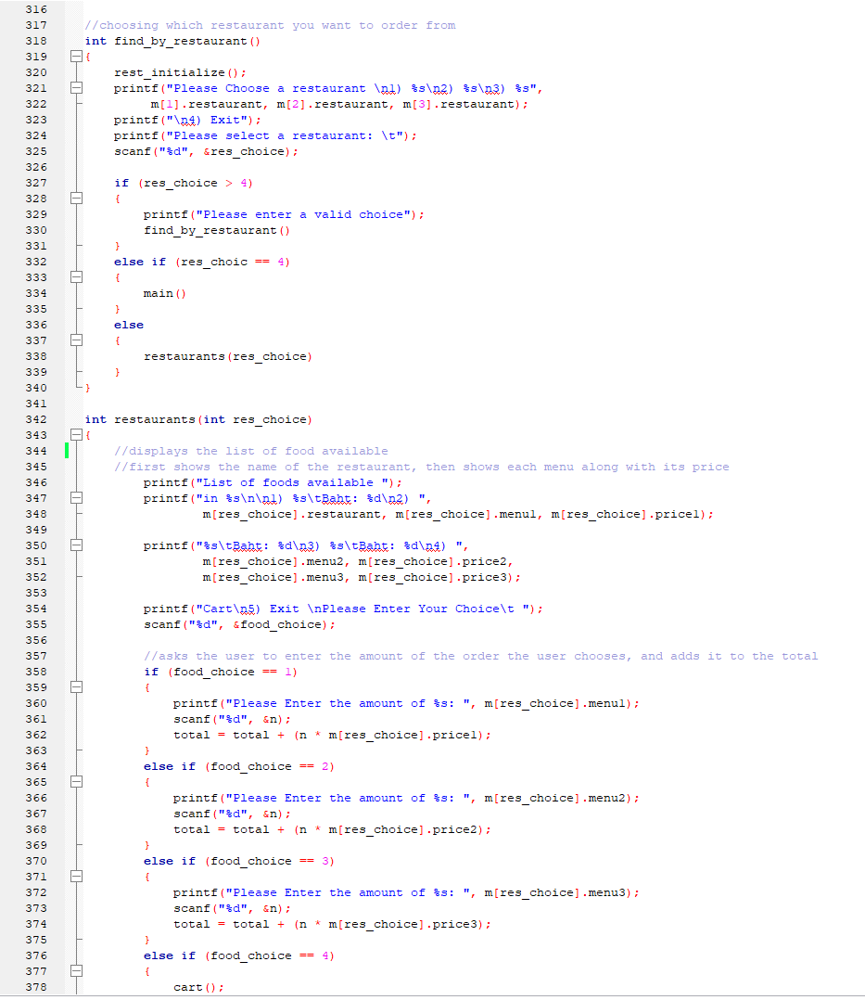 316
317 //choosing which restaurant you want to order from
318 int find_by_restaurant()
319 {
320 rest_initialize();
321 printf("Please Choose a restaurant \n1) %s\n2) %s\n3) %s",
322 m[1].restaurant, m[2].restaurant, m[3].restaurant);
323 printf("\n4) Exit");
324 printf("Please select a restaurant: \t");
325 scanf("%d", &res_choice);
326
327 if (res_choice > 4)
328 {
329 printf("Please enter a valid choice");
330 find_by_restaurant()
331 }
332 else if (res_choic == 4)
333 {
334 main()
335 }
336 else
337 {
338 restaurants(res_choice)
339 }
340 }
341
342 int restaurants(int res_choice)
343 {
344 //displays the list of food available
345 //first shows the name of the restaurant, then shows each menu along with its price
346 printf("List of foods available ");
347 printf("in %s\n\n1) %s\tBaht: %d\n2) ",
348 m[res_choice].restaurant, m[res_choice].menu1, m[res_choice].price1);
349
350 printf("%s\tBaht: %d\n3) %s\tBaht: %d\n4) ",
351 m[res_choice].menu2, m[res_choice].price2,
352 m[res_choice].menu3, m[res_choice].price3);
353
354 printf("Cart\n5) Exit \nPlease Enter Your Choice\t ");
355 scanf("%d", &food_choice);
356
357 //asks the user to enter the amount of the order the user chooses, and adds it to the total
358 if (food_choice == 1)
359 {
360 printf("Please Enter the amount of %s: ", m[res_choice].menu1);
361 scanf("%d", &n);
362 total = total + (n * m[res_choice].price1);
363 }
364 else if (food_choice == 2)
365 {
366 printf("Please Enter the amount of %s: ", m[res_choice].menu2);
367 scanf("%d", &n);
368 total = total + (n * m[res_choice].price2);
369 }
370 else if (food_choice == 3)
371 {
372 printf("Please Enter the amount of %s: ", m[res_choice].menu3);
373 scanf("%d", &n);
374 total = total + (n * m[res_choice].price3);
375 }
376 else if (food_choice == 4)
377 {
378 cart();